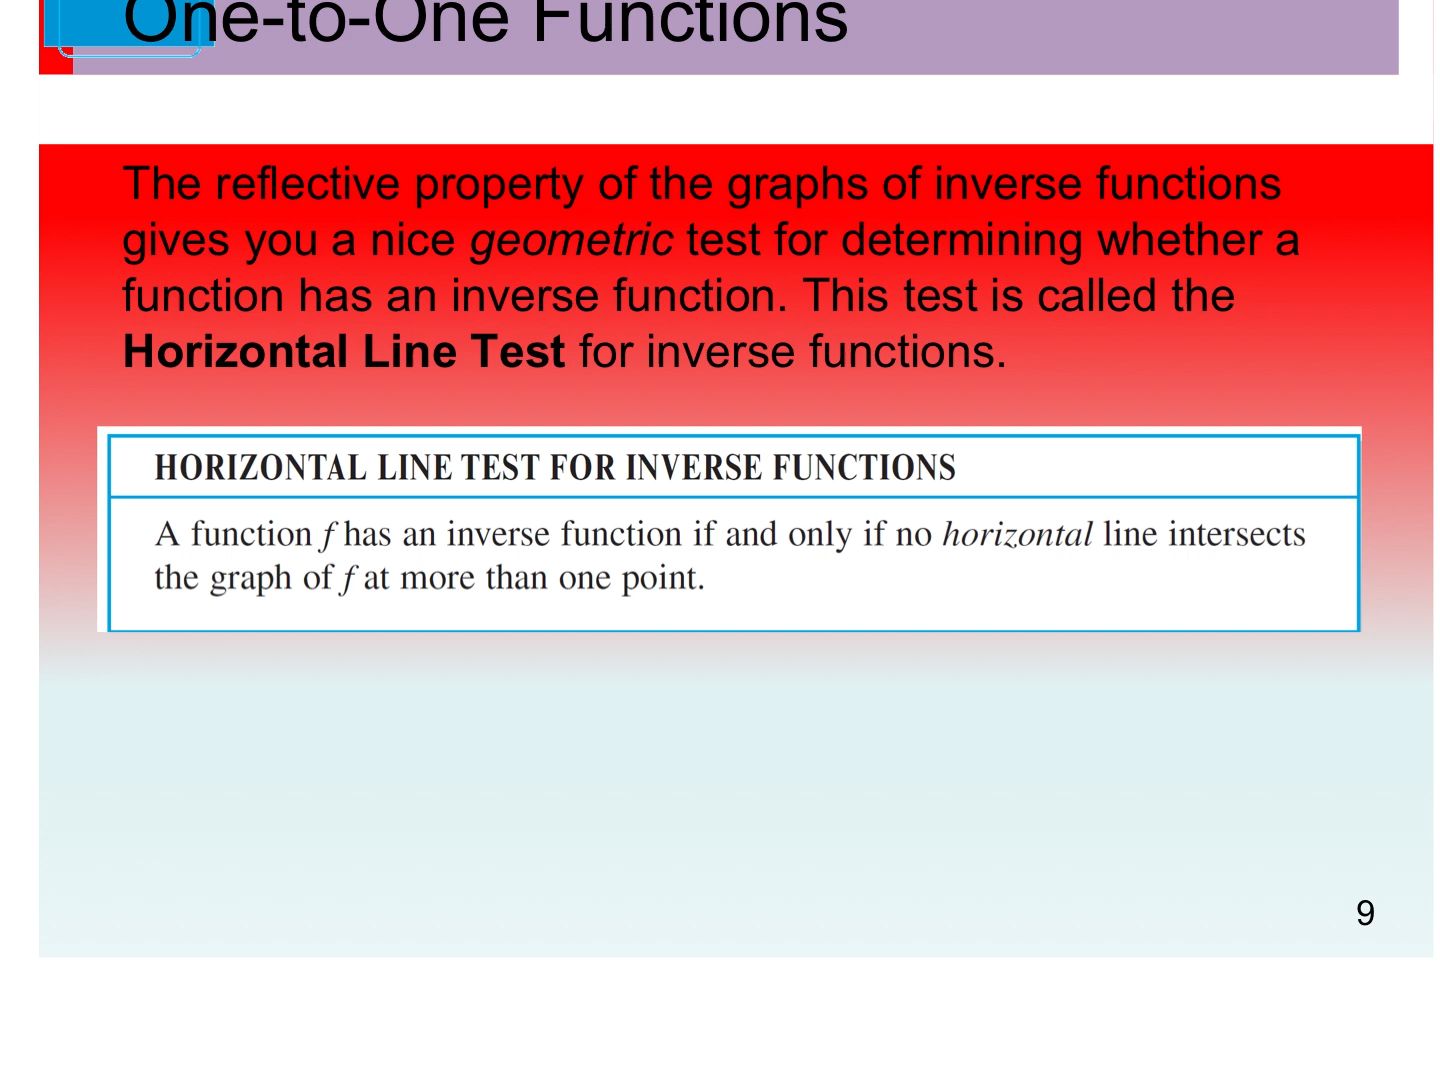 One-to-One Functions
The reflective property of the graphs of inverse functions
gives you a nice geometric test for determining whether a
function has an inverse function. This test is called the
Horizontal Line Test for inverse functions.
HORIZONTAL LINE TEST FOR INVERSE FUNCTIONS
A function f has an inverse function if and only if no horizontal line intersects
the graph of f at more than one point.
9